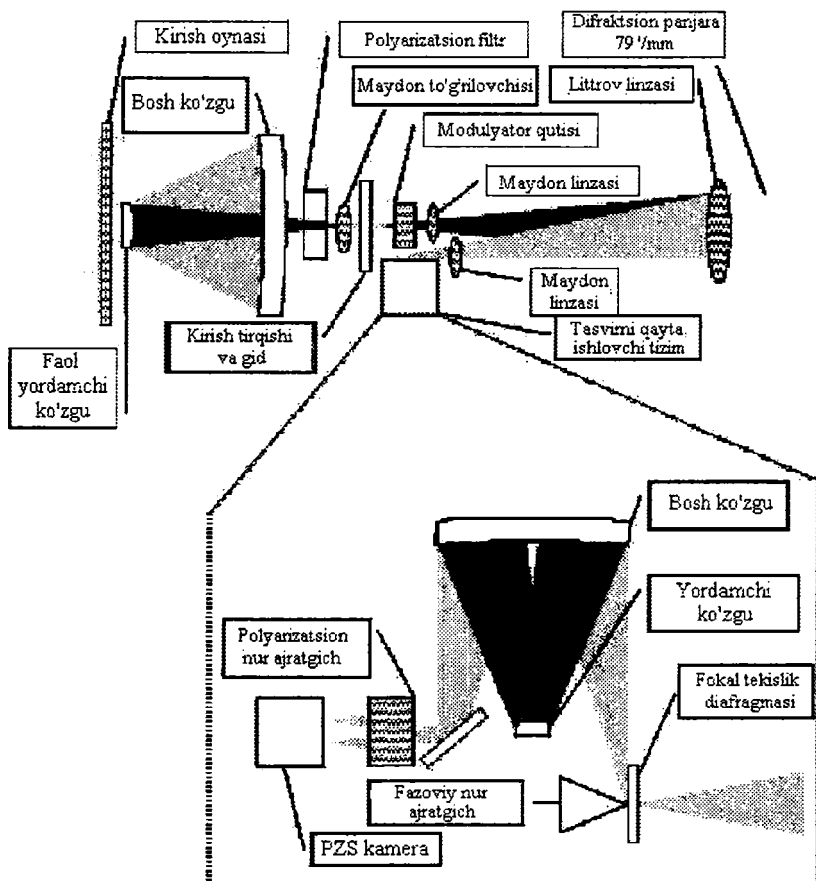 Kirish oynasi
Polyarizatsion filtr
Difraktsion panjara
79 '/mm
Bosh ko'zgu
Maydon to'g'rilovchisi
Littrov linzasi
Modulyator qutisi
Maydon linzasi
Maydon
linzasi
Kirish tirqishi
va gid
Tasvirni qayta
ishlovchi tizim
Faol
yordamchi
ko'zgu
Bosh ko'zgu
Yordamchi
ko'zgu
Polyarizatsion
nur ajratgich
Fokal tekislik
diafragmasi
Fazoviy nur
ajratgich
PZS kamera